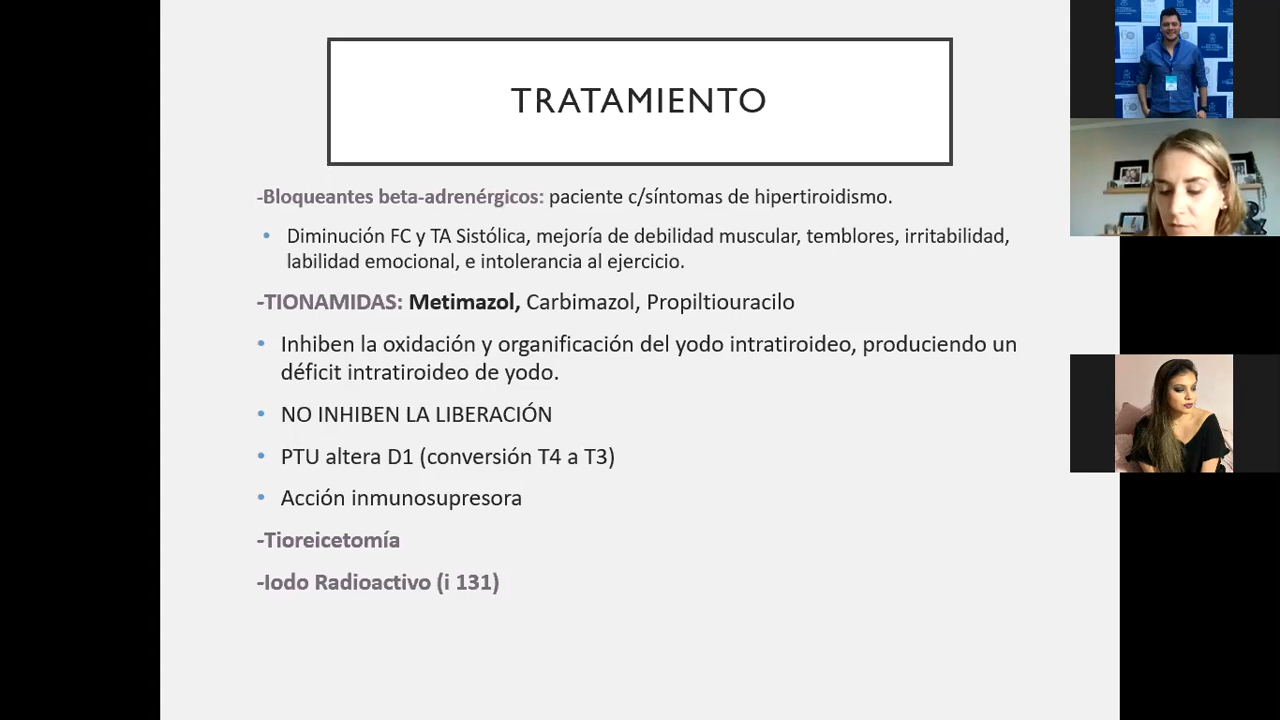 TRATAMIENTO
-Bloqueantes beta-adrenérgicos: paciente c/síntomas de hipertiroidismo.
• Diminución FC y TA Sistólica, mejoría de debilidad muscular, temblores, irritabilidad,
labilidad emocional, e intolerancia al ejercicio.
-TIONAMIDAS: Metimazol, Carbimazol, Propiltiouracilo
• Inhiben la oxidación y organificación del yodo intratiroideo, produciendo un
déficit intratiroideo de yodo.
• NO INHIBEN LA LIBERACIÓN
• PTU altera D1 (conversión T4 a T3)
• Acción inmunosupresora
-Tioreicetomía
-Iodo Radioactivo (i 131)